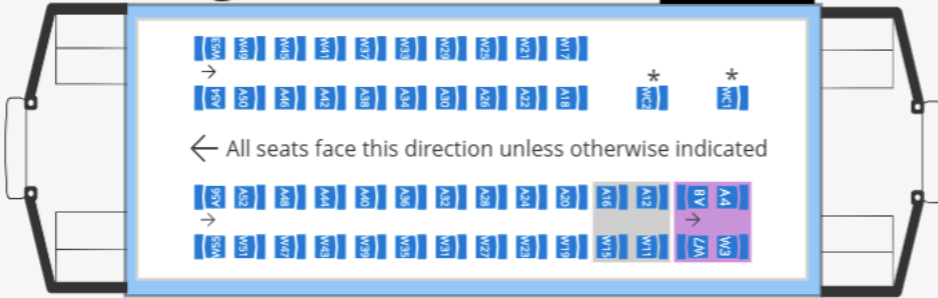 W53 W49 W45 W41 W37 W33 W29 W25 W21 W17
→
* *
A54 A50 A46 A42 A38 A34 A30 A26 A22 A18 WC2 WC1
← All seats face this direction unless otherwise indicated
A56 A52 A48 A44 A40 A36 A32 A28 A24 A20 A16 A12 A8 A4
→ →
W55 W51 W47 W43 W39 W35 W31 W27 W23 W19 W15 W11 W7 W3